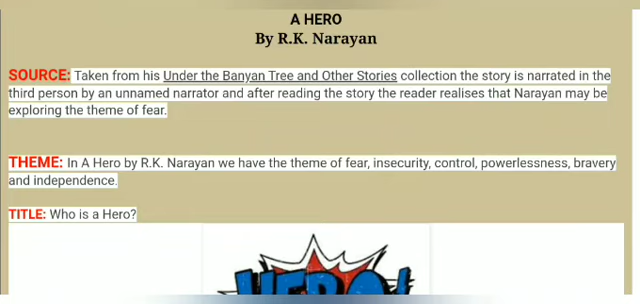 A HERO
By R.K. Narayan
SOURCE: Taken from his Under the Banyan Tree and Other Stories collection the story is narrated in the
third person by an unnamed narrator and after reading the story the reader realises that Narayan may be
exploring the theme of fear.
THEME: In A Hero by R.K. Narayan we have the theme of fear, insecurity, control, powerlessness, bravery
and independence.
TITLE: Who is a Hero?
HERO!